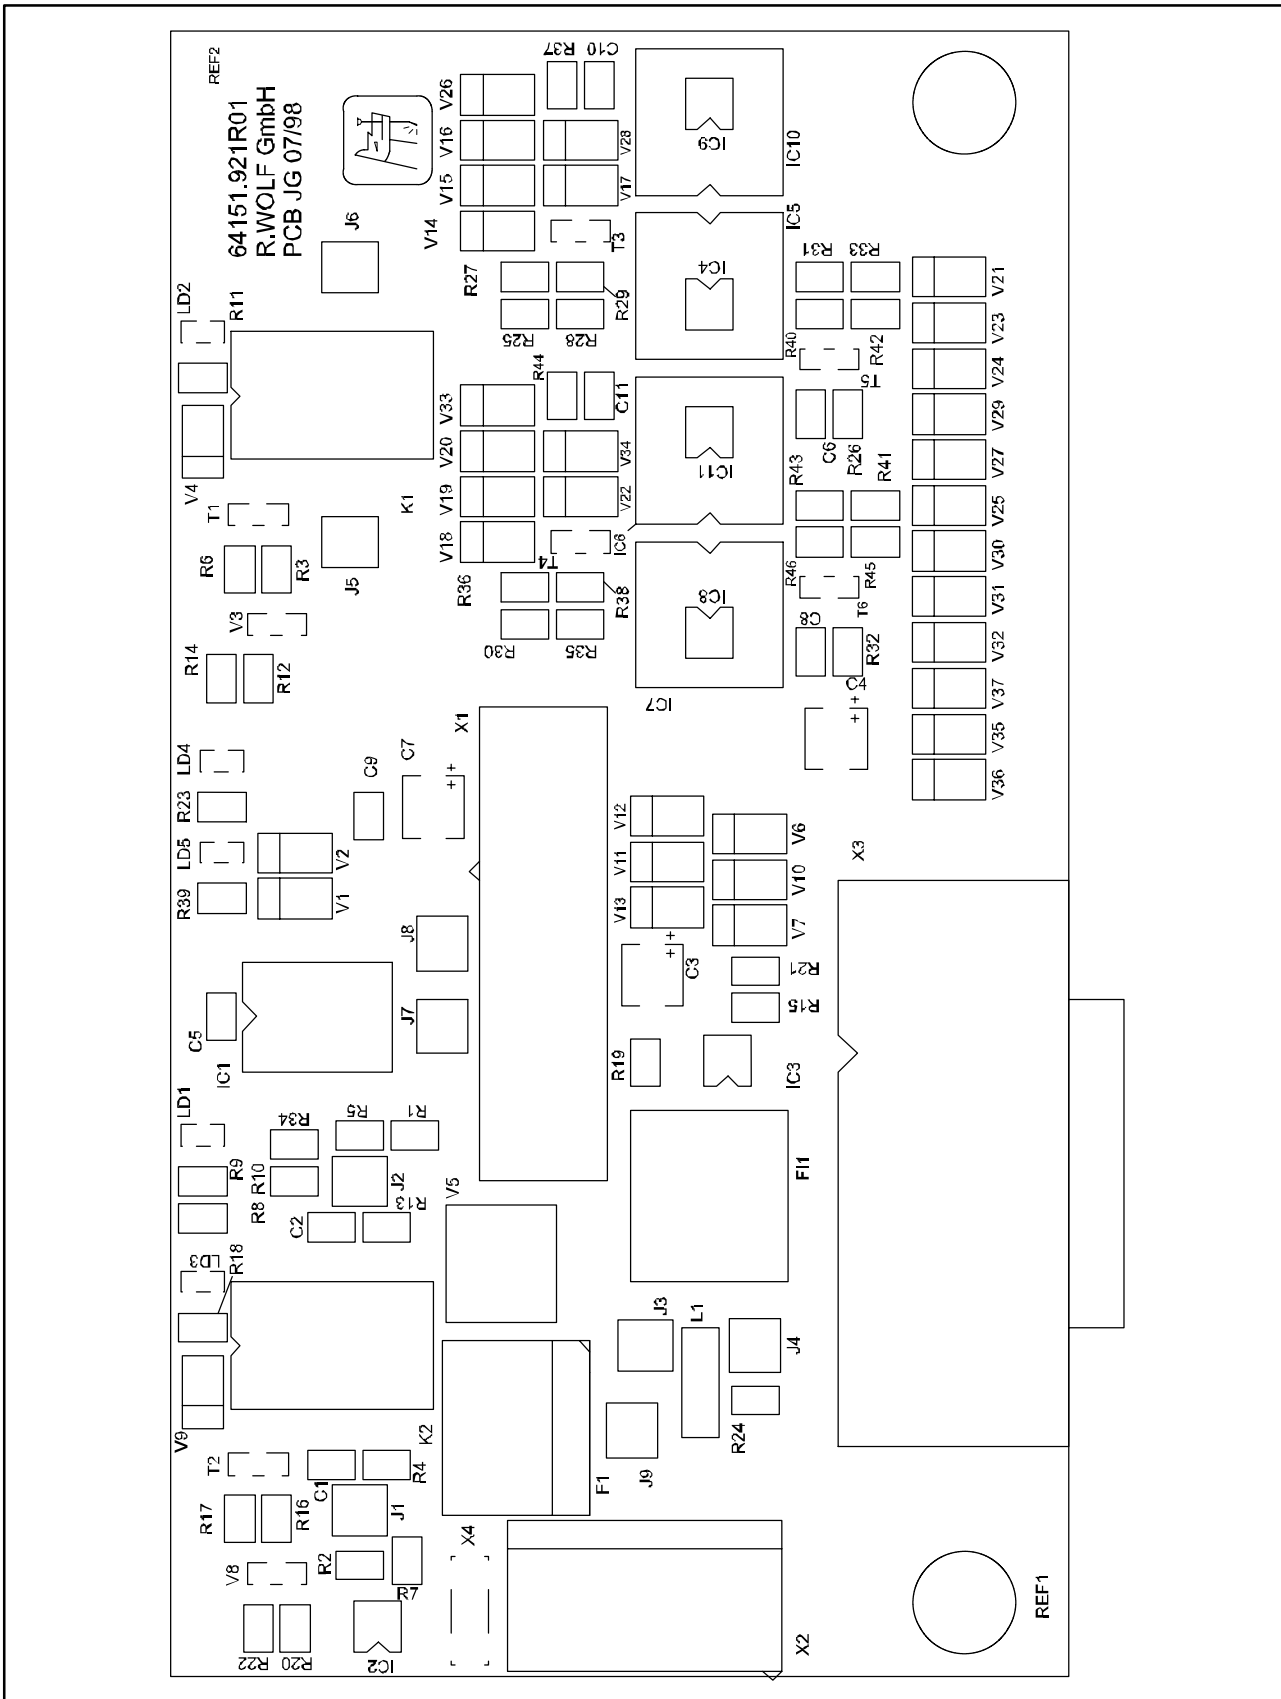 REF2
64151.921R01
R.WOLF GmbH
PCB JG 07/98
R37
C10
V26
V16
V15
V14
V28
V17
IC9
IC10
IC5
J6
T3
R27
R29
IC4
R31
R33
V21
LD2
R11
R25
R28
R40
R42
V23
R44
C11
T5
V24
V33
V20
V19
V18
V34
V22
IC11
R43
C6
R26
R41
V29
V27
V25
V4
T1
K1
IC6
V30
R6
R3
J5
T4
R36
R38
IC8
R46
R45
V31
V3
R30
R35
C8
T6
R32
V32
R14
R12
IC7
C4
+
+
V37
V35
V36
X1
LD4
C9
C7
+
+
R23
V12
V6
X3
LD5
V2
V11
V10
R39
V1
V13
V7
J8
+
+
C3
R21
R15
C5
J7
IC1
R19
IC3
LD1
R34
R5
R1
R9
R10
J2
R8
C2
R13
V5
FI1
LD3
R18
J3
L1
J4
V9
K2
R24
T2
C1
R4
F1
J9
R17
R16
J1
X4
V8
R2
R7
R22
R20
IC2
X2
REF1